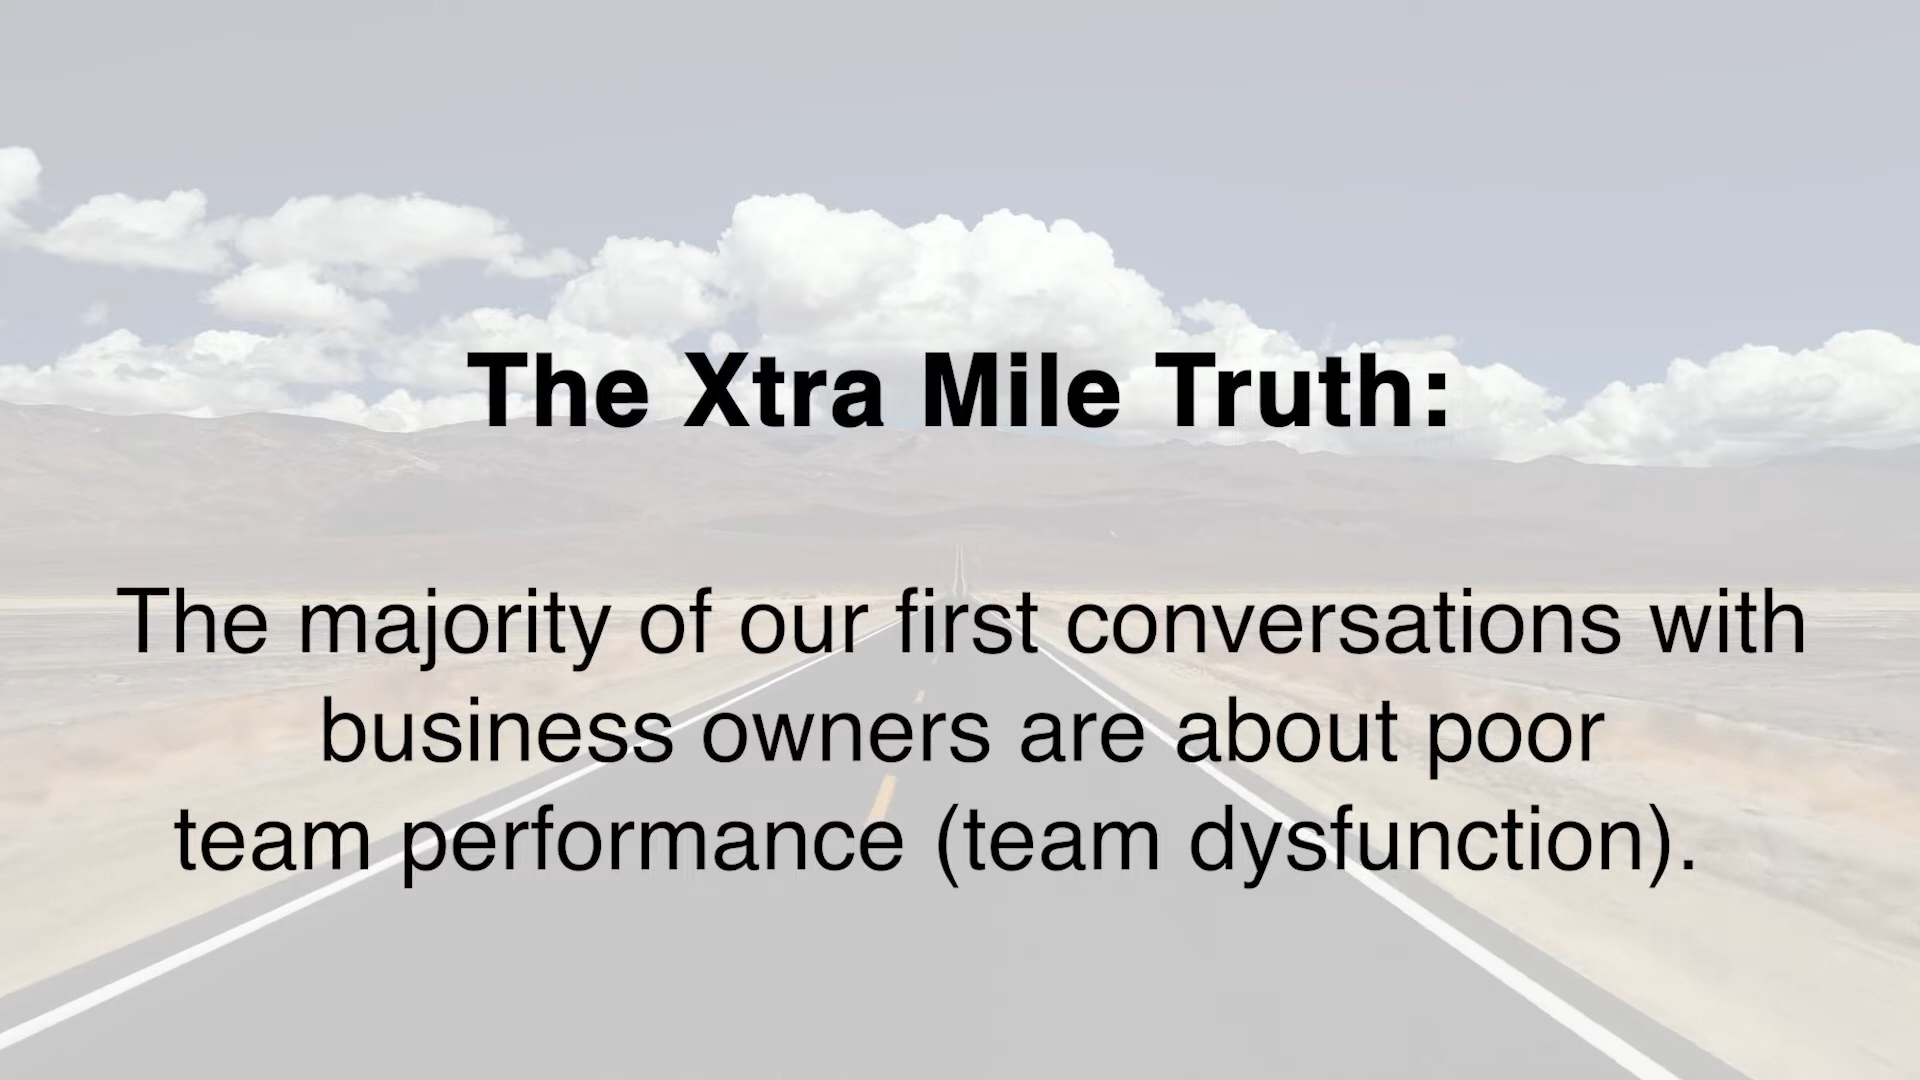 The Xtra Mile Truth:
The majority of our first conversations with
business owners are about poor
team performance (team dysfunction).